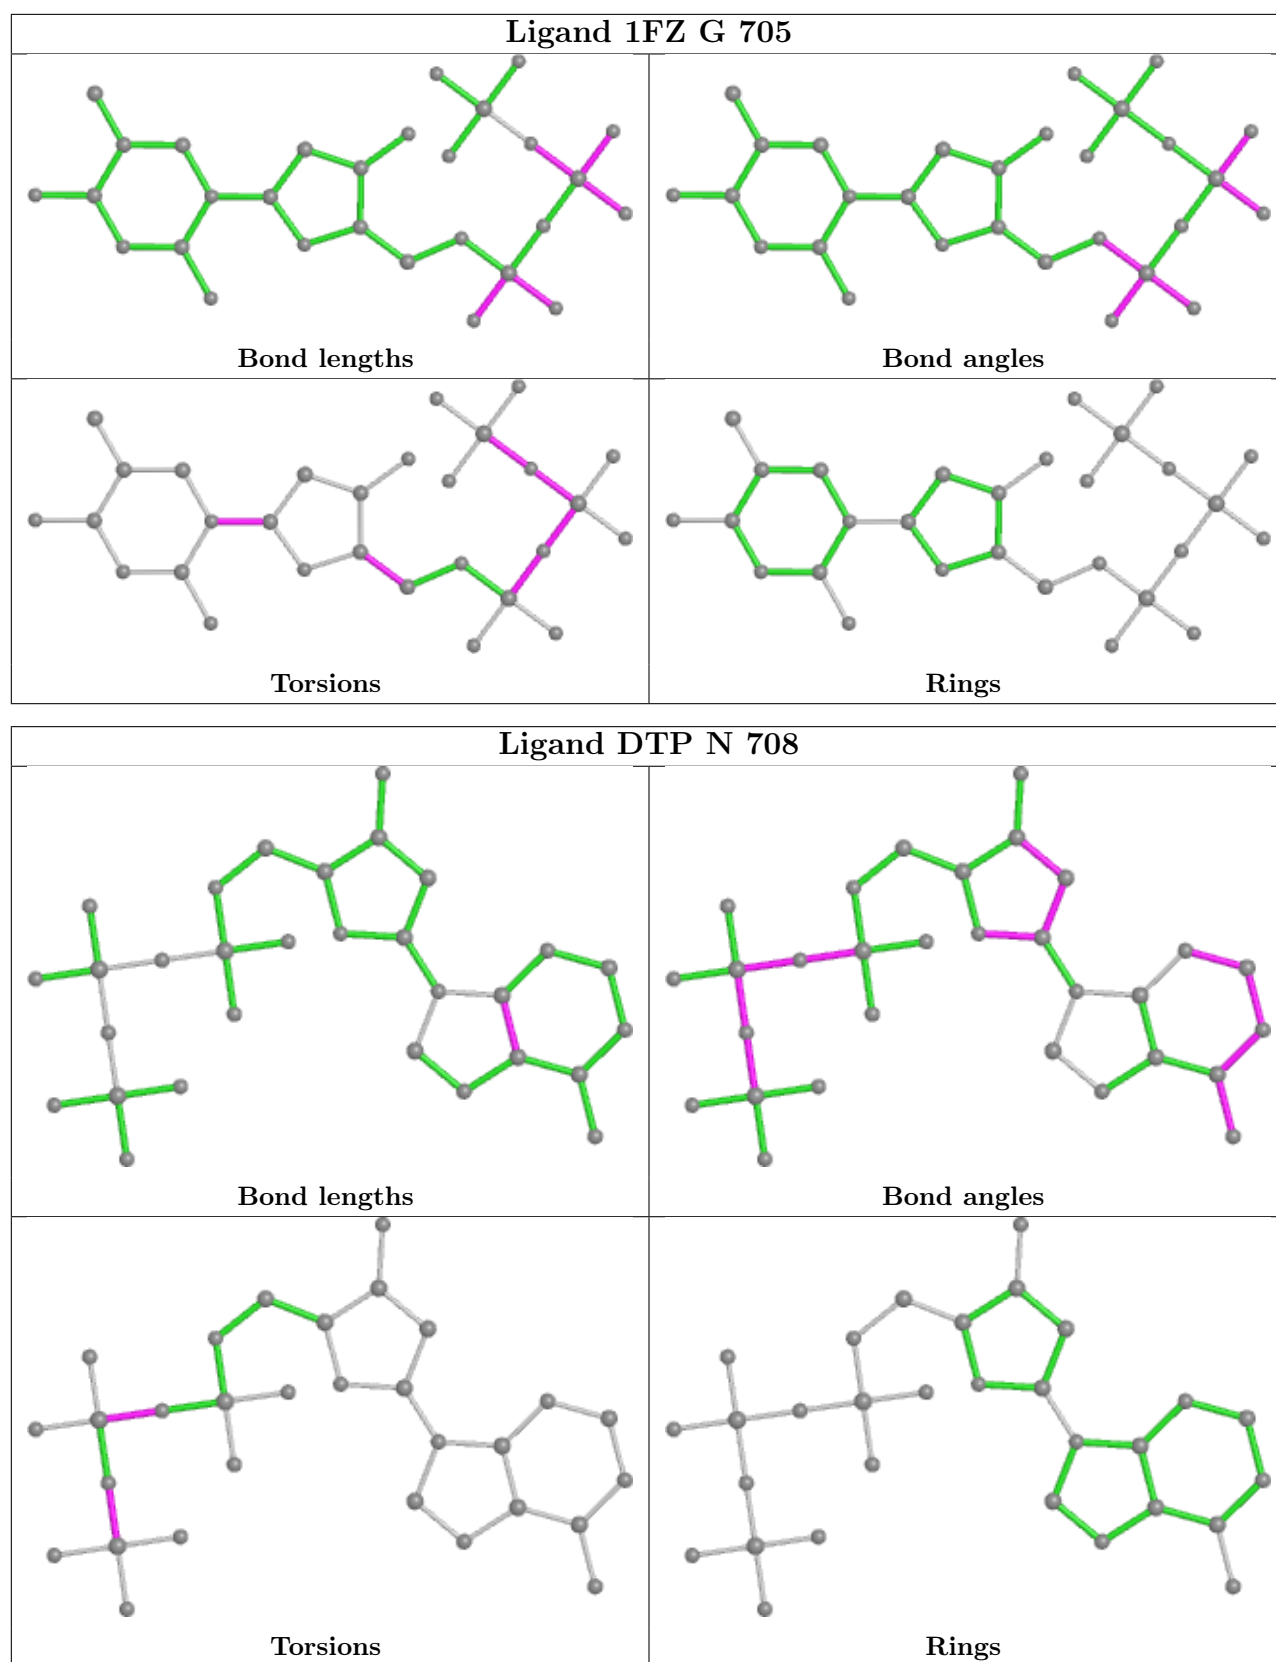 Ligand 1FZ G 705
Bond lengths
Bond angles
Torsions
Rings
Ligand DTP N 708
Bond lengths
Bond angles
Torsions
Rings